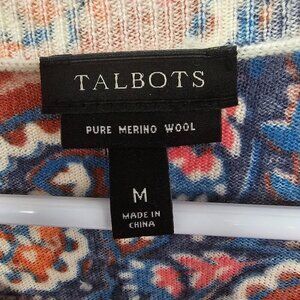 TALBOTS
PURE MERINO WOOL
M
MADE IN
CHINA